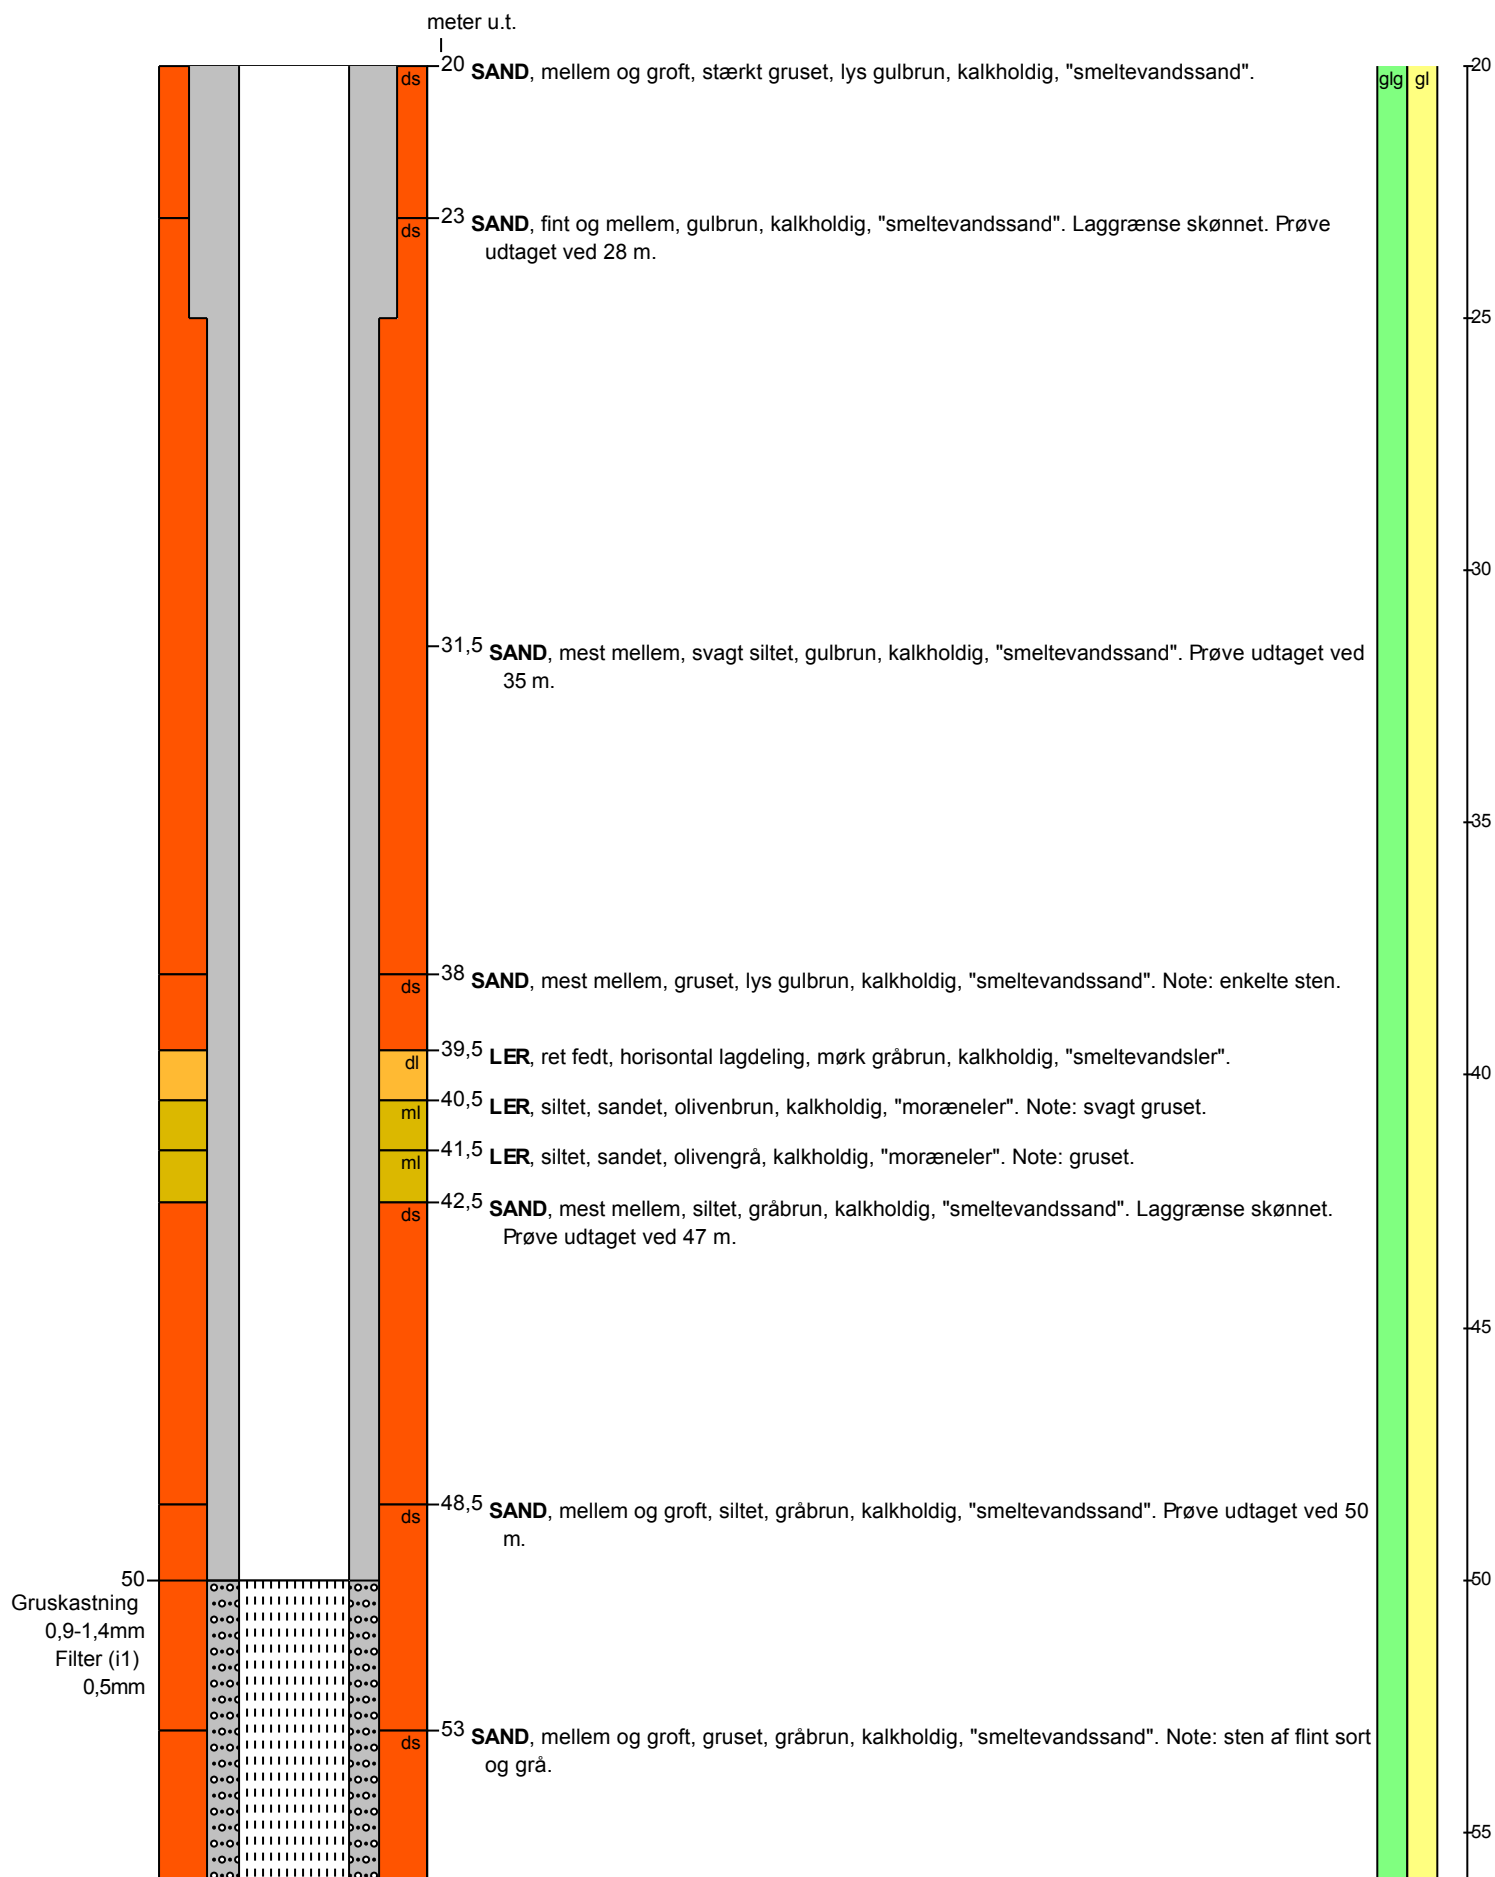 meter u.t.
ds
20 SAND, mellem og groft, stærkt gruset, lys gulbrun, kalkholdig, "smeltevandssand".
glg gl
20
ds
23 SAND, fint og mellem, gulbrun, kalkholdig, "smeltevandssand". Laggrænse skønnet. Prøve
udtaget ved 28 m.
25
30
31,5 SAND, mest mellem, svagt siltet, gulbrun, kalkholdig, "smeltevandssand". Prøve udtaget ved
35 m.
35
ds
38 SAND, mest mellem, gruset, lys gulbrun, kalkholdig, "smeltevandssand". Note: enkelte sten.
dl
39,5 LER, ret fedt, horisontal lagdeling, mørk gråbrun, kalkholdig, "smeltevandsler".
40
ml
40,5 LER, siltet, sandet, olivenbrun, kalkholdig, "moræneler". Note: svagt gruset.
ml
41,5 LER, siltet, sandet, olivengrå, kalkholdig, "moræneler". Note: gruset.
ds
42,5 SAND, mest mellem, siltet, gråbrun, kalkholdig, "smeltevandssand". Laggrænse skønnet.
Prøve udtaget ved 47 m.
45
ds
48,5 SAND, mellem og groft, siltet, gråbrun, kalkholdig, "smeltevandssand". Prøve udtaget ved 50
m.
50
50
Gruskastning
0,9-1,4mm
Filter (i1)
0,5mm
ds
53 SAND, mellem og groft, gruset, gråbrun, kalkholdig, "smeltevandssand". Note: sten af flint sort
og grå.
55